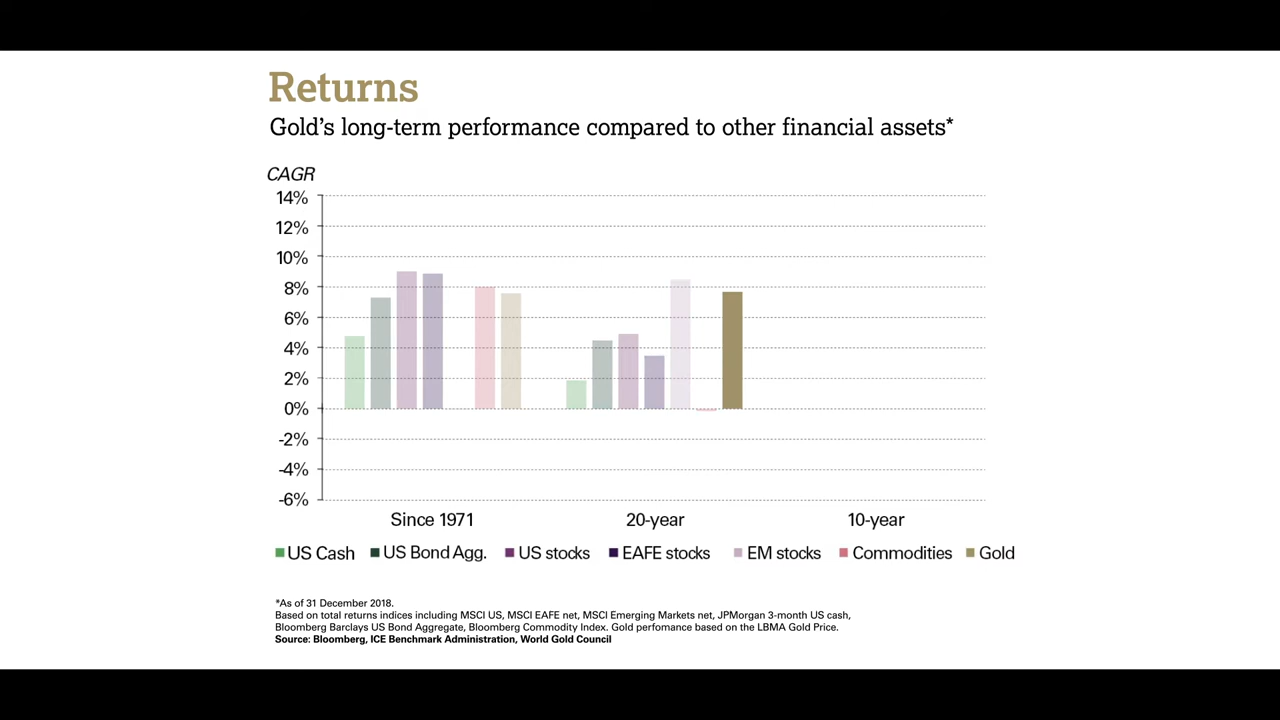 Returns
Gold's long-term performance compared to other financial assets*
CAGR
14%
12%
10%
8%
6%
4%
2%
0%
-2%
-4%
-6%
Since 1971 20-year 10-year
US Cash US Bond Agg. US stocks EAFE stocks EM stocks Commodities Gold
*As of 31 December 2018.
Based on total returns indices including MSCI US, MSCI EAFE net, MSCI Emerging Markets net, JPMorgan 3-month US cash,
Bloomberg Barclays US Bond Aggregate, Bloomberg Commodity Index. Gold perfomance based on the LBMA Gold Price.
Source: Bloomberg, ICE Benchmark Administration, World Gold Council